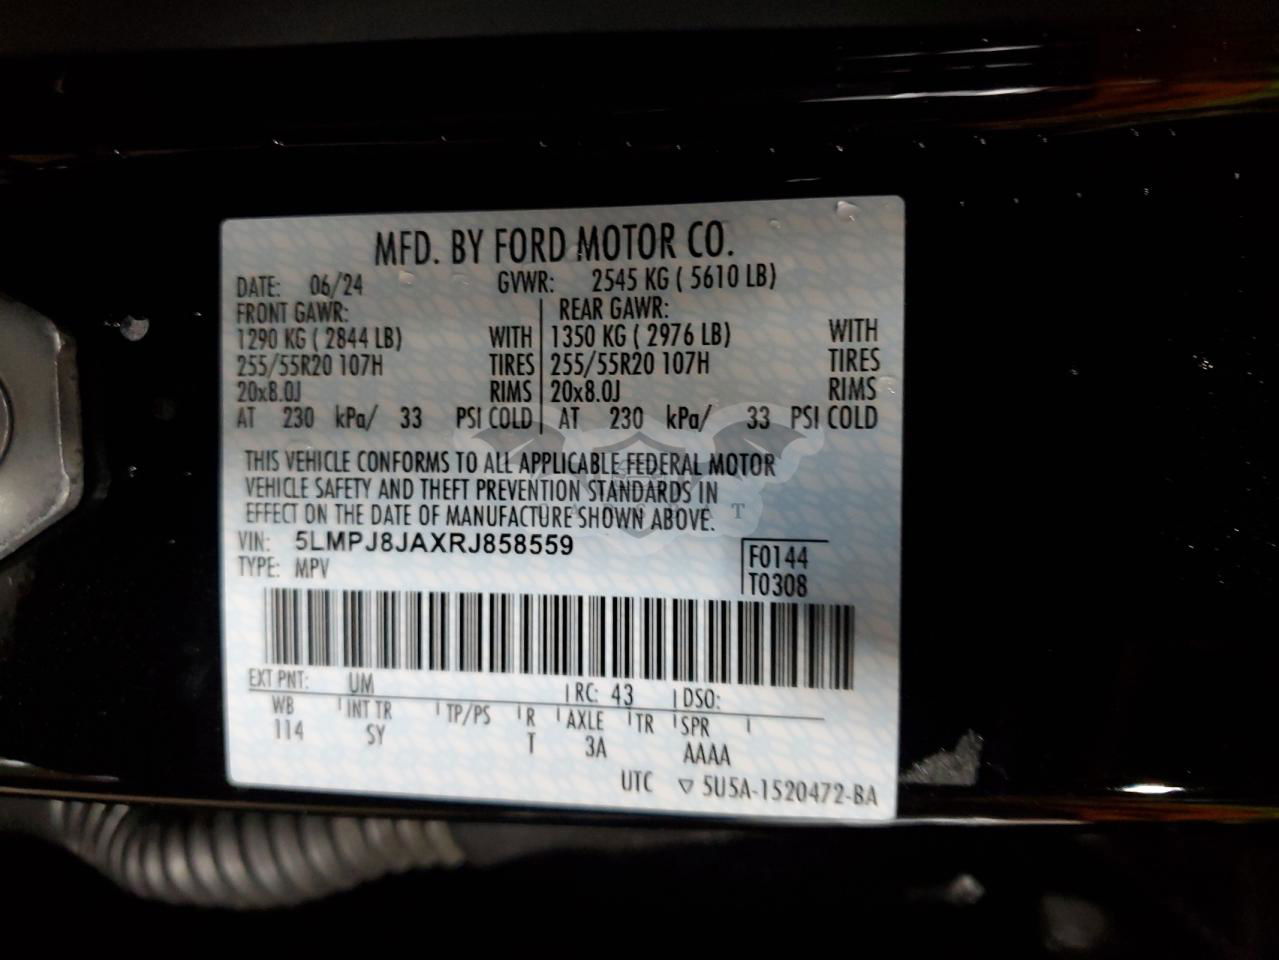 MFD. BY FORD MOTOR CO.
DATE: 06/24 GVWR: 2545 KG ( 5610 LB)
FRONT GAWR: REAR GAWR:
1290 KG ( 2844 LB) WITH 1350 KG ( 2976 LB) WITH
255/55R20 107H TIRES 255/55R20 107H TIRES
20x8.0J RIMS 20x8.0J RIMS
AT 230 kPa/ 33 PSI COLD AT 230 kPa/ 33 PSI COLD
THIS VEHICLE CONFORMS TO ALL APPLICABLE FEDERAL MOTOR
VEHICLE SAFETY AND THEFT PREVENTION STANDARDS IN
EFFECT ON THE DATE OF MANUFACTURE SHOWN ABOVE.
VIN: 5LMPJ8JAXRJ858559 F0144
TYPE: MPV T0308
EXT PNT: UM RC: 43 DSO:
WB INT TR TP/PS R AXLE TR SPR
114 SY T 3A AAAA
UTC ▽ 5U5A-1520472-BA